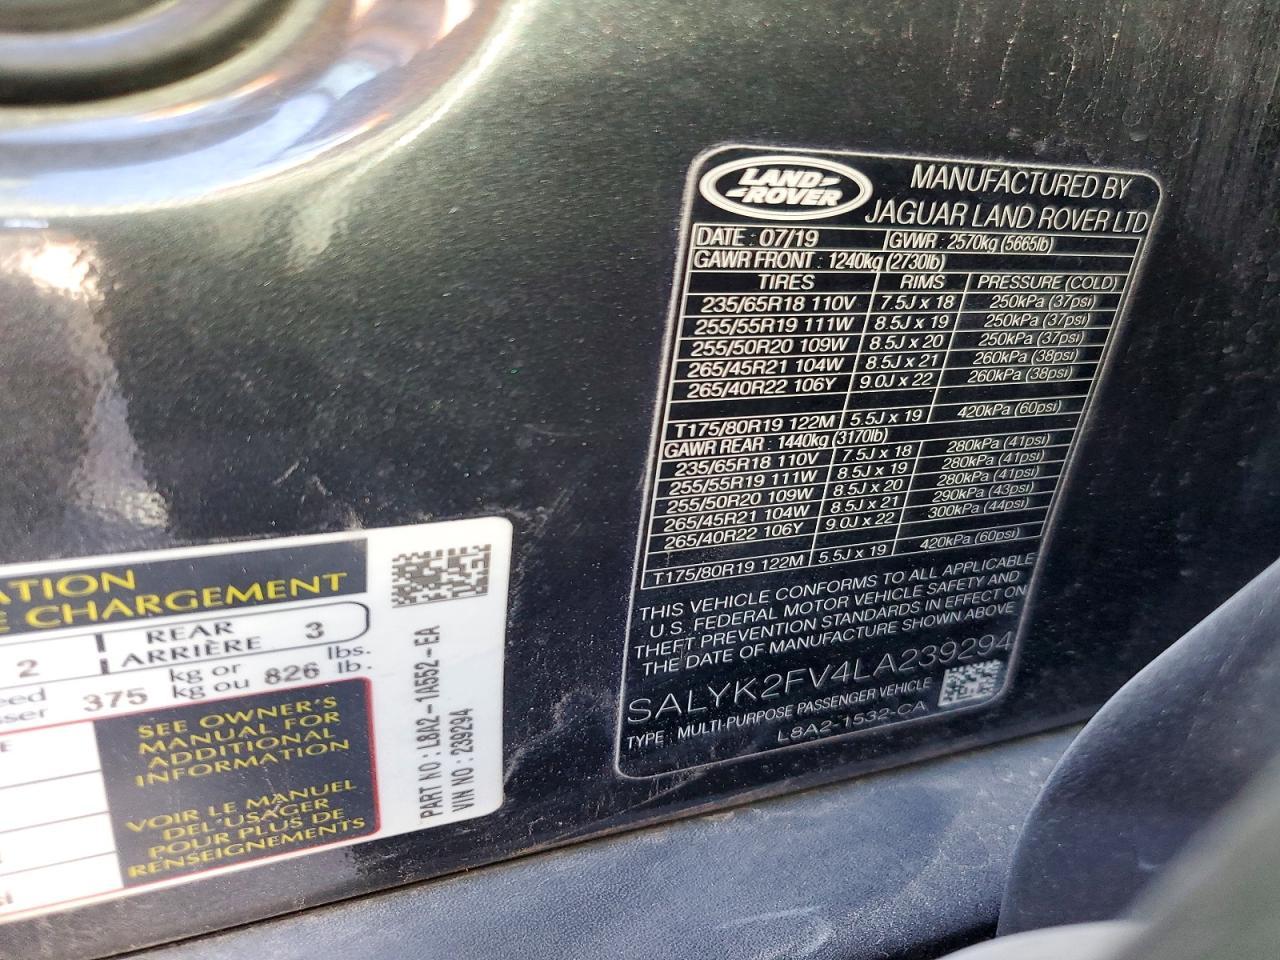 LAND ROVER
MANUFACTURED BY
JAGUAR LAND ROVER LTD
DATE : 07/19 GVWR : 2570kg (5665lb)
GAWR FRONT : 1240kg (2730lb)
TIRES RIMS PRESSURE (COLD)
235/65R18 110V 7.5J x 18 250kPa (37psi)
255/55R19 111W 8.5J x 19 250kPa (37psi)
255/50R20 109W 8.5J x 20 250kPa (37psi)
265/45R21 104W 8.5J x 21 260kPa (38psi)
265/40R22 106Y 9.0J x 22 260kPa (38psi)
T175/80R19 122M 5.5J x 19 420kPa (60psi)
GAWR REAR : 1440kg (3170lb)
235/65R18 110V 7.5J x 18 280kPa (41psi)
255/55R19 111W 8.5J x 19 280kPa (41psi)
255/50R20 109W 8.5J x 20 280kPa (41psi)
265/45R21 104W 8.5J x 21 290kPa (43psi)
265/40R22 106Y 9.0J x 22 300kPa (44psi)
T175/80R19 122M 5.5J x 19 420kPa (60psi)
THIS VEHICLE CONFORMS TO ALL APPLICABLE
U.S. FEDERAL MOTOR VEHICLE SAFETY AND
THEFT PREVENTION STANDARDS IN EFFECT ON
THE DATE OF MANUFACTURE SHOWN ABOVE
SALYK2FV4LA239294
TYPE : MULTI-PURPOSE PASSENGER VEHICLE
L8A2-1532-CA
ATION
E CHARGEMENT
2 REAR 3
ARRIÈRE
eed 375 kg or 826 lbs.
sser kg ou lb.
E
SEE OWNER'S
MANUAL FOR
ADDITIONAL
INFORMATION
VOIR LE MANUEL
DEL'USAGER
POUR PLUS DE
RENSEIGNEMENTS
PART NO : L8A2-1A552-EA
VIN NO : 239294